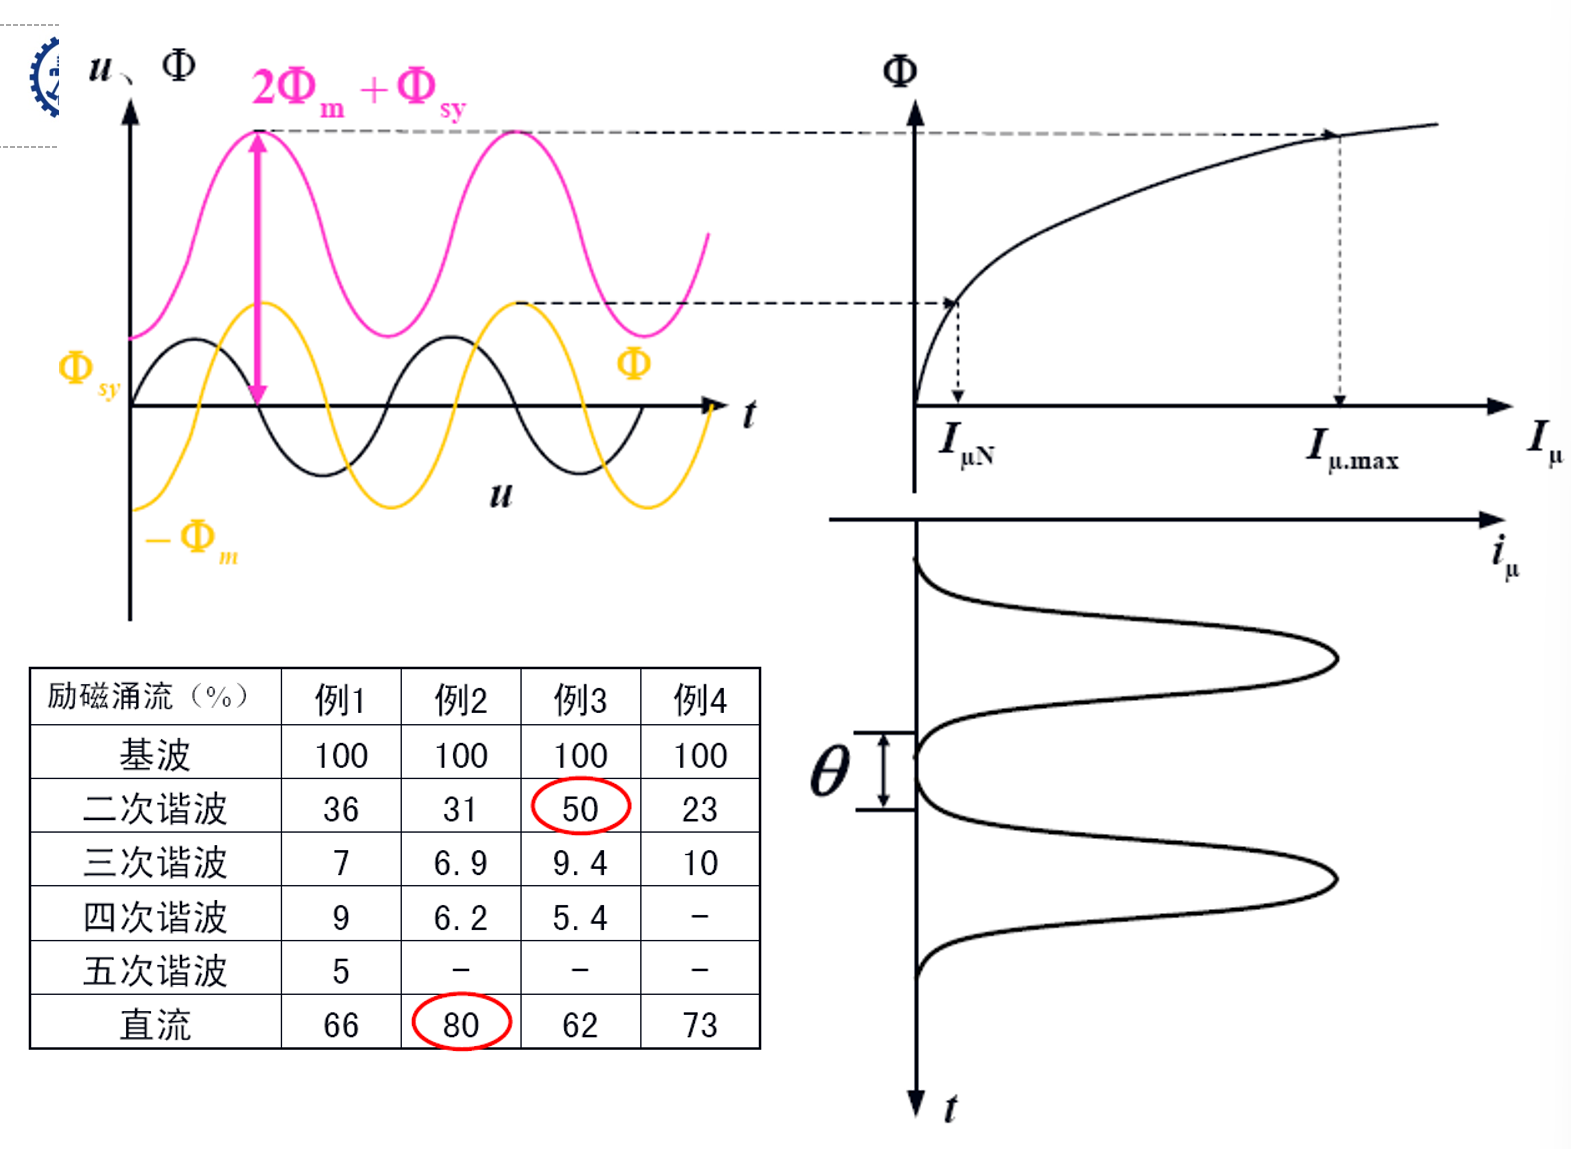 u、Φ
2Φm + Φsy
Φsy
Φ
t
u
−Φm
Φ
IμN
Iμ.max
Iμ
iμ
θ
t
励磁涌流（%） 例1 例2 例3 例4
基波 100 100 100 100
二次谐波 36 31 50 23
三次谐波 7 6.9 9.4 10
四次谐波 9 6.2 5.4 −
五次谐波 5 − − −
直流 66 80 62 73